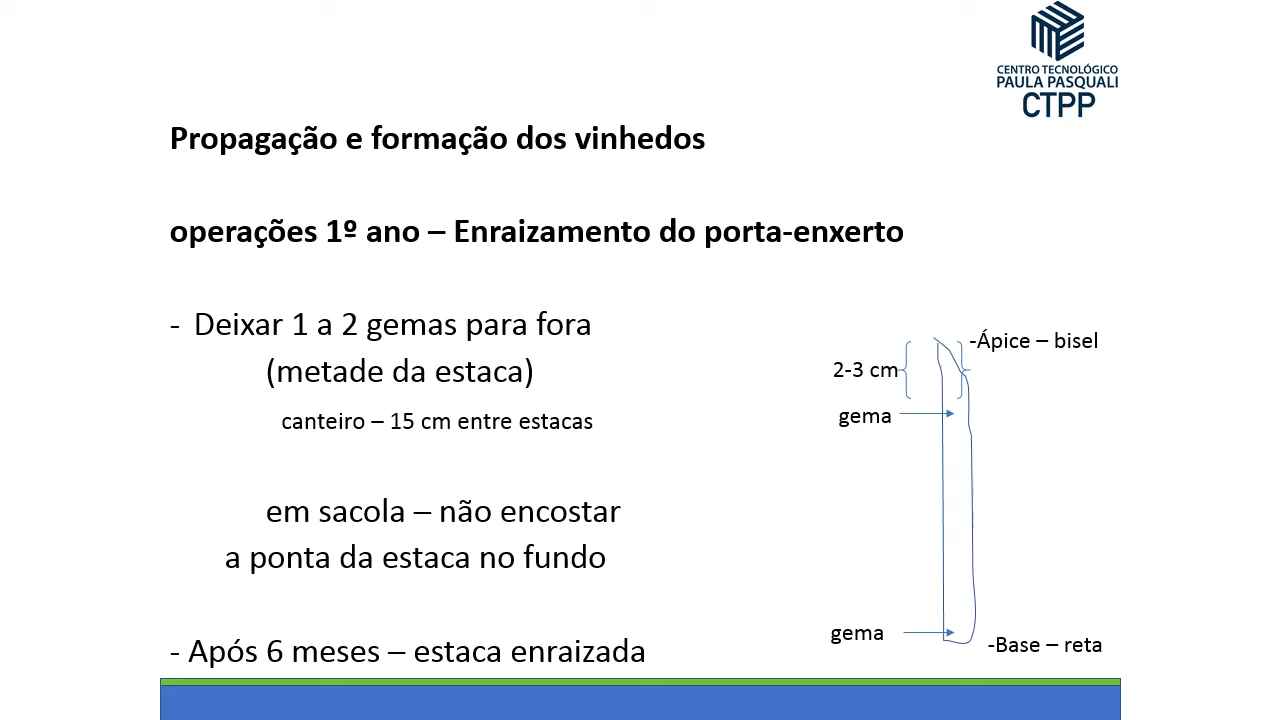 CENTRO TECNOLÓGICO
PAULA PASQUALI
CTPP
Propagação e formação dos vinhedos
operações 1º ano – Enraizamento do porta-enxerto
- Deixar 1 a 2 gemas para fora
(metade da estaca)
canteiro – 15 cm entre estacas
em sacola – não encostar
a ponta da estaca no fundo
- Após 6 meses – estaca enraizada
-Ápice – bisel
2-3 cm
gema
gema
-Base – reta